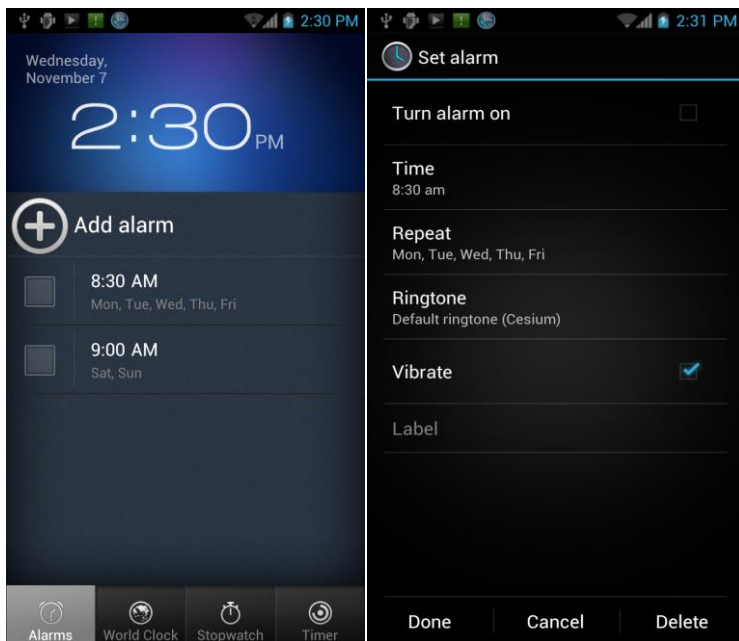 2:30 PM
Wednesday,
November 7
2:30 PM
Add alarm
8:30 AM
Mon, Tue, Wed, Thu, Fri
9:00 AM
Sat, Sun
Alarms World Clock Stopwatch Timer
2:31 PM
Set alarm
Turn alarm on
Time
8:30 am
Repeat
Mon, Tue, Wed, Thu, Fri
Ringtone
Default ringtone (Cesium)
Vibrate
Label
Done Cancel Delete